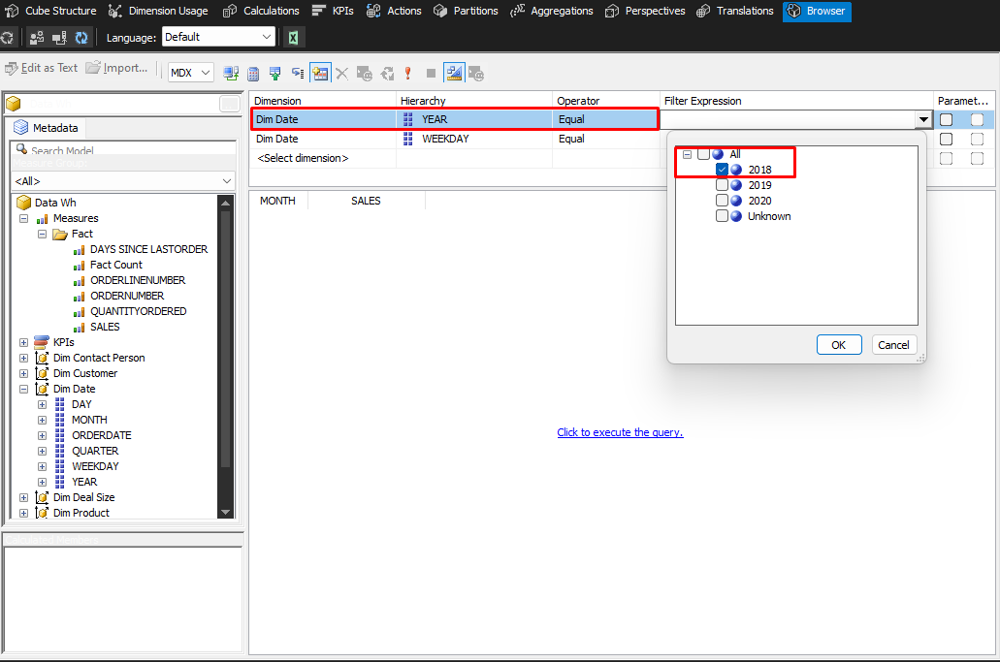 Cube Structure Dimension Usage Calculations KPIs Actions Partitions Aggregations Perspectives Translations Browser
Language: Default
Edit as Text Import... MDX
Metadata
Search Model
Measure Group:
<All>
Data Wh
Measures
Fact
DAYS SINCE LASTORDER
Fact Count
ORDERLINENUMBER
ORDERNUMBER
QUANTITYORDERED
SALES
KPIs
Dim Contact Person
Dim Customer
Dim Date
DAY
MONTH
ORDERDATE
QUARTER
WEEKDAY
YEAR
Dim Deal Size
Dim Product
Calculated Members
Dimension Hierarchy Operator Filter Expression Paramet...
Dim Date YEAR Equal
Dim Date WEEKDAY Equal
<Select dimension>
All
2018
2019
2020
Unknown
OK Cancel
MONTH SALES
Click to execute the query.